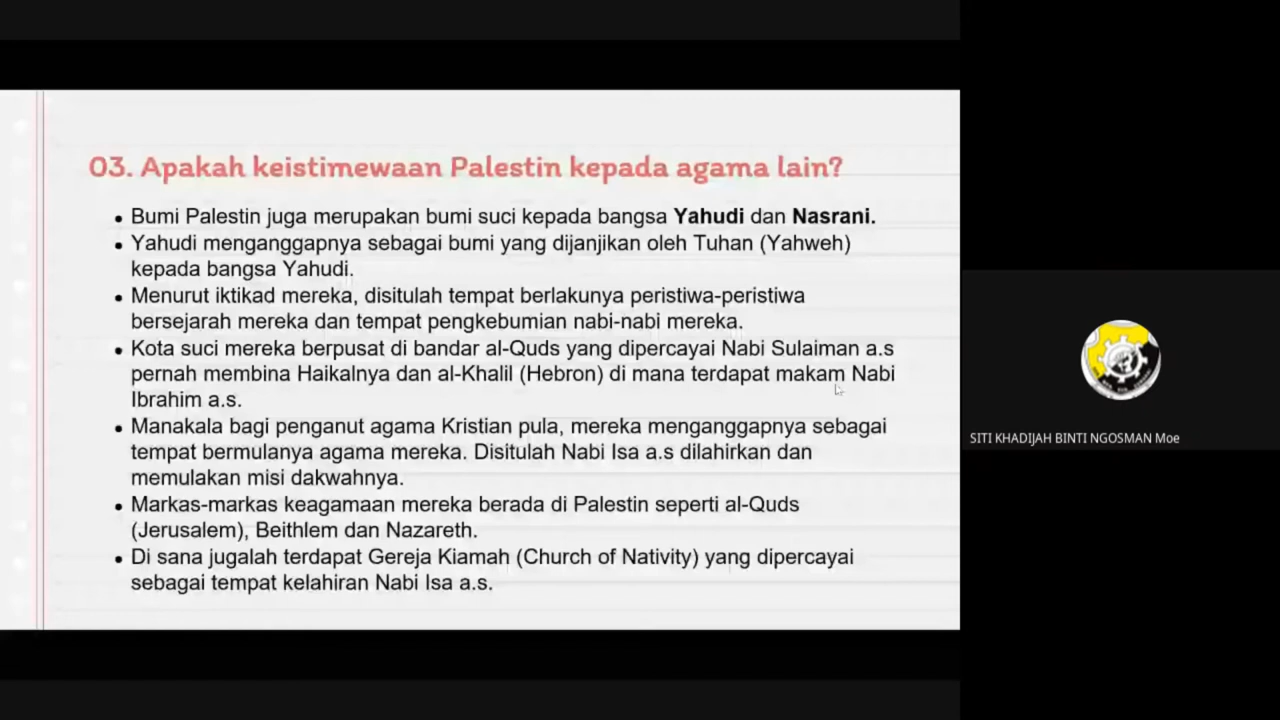 03. Apakah keistimewaan Palestin kepada agama lain?
• Bumi Palestin juga merupakan bumi suci kepada bangsa Yahudi dan Nasrani.
• Yahudi menganggapnya sebagai bumi yang dijanjikan oleh Tuhan (Yahweh)
kepada bangsa Yahudi.
• Menurut iktikad mereka, disitulah tempat berlakunya peristiwa-peristiwa
bersejarah mereka dan tempat pengkebumian nabi-nabi mereka.
• Kota suci mereka berpusat di bandar al-Quds yang dipercayai Nabi Sulaiman a.s
pernah membina Haikalnya dan al-Khalil (Hebron) di mana terdapat makam Nabi
Ibrahim a.s.
• Manakala bagi penganut agama Kristian pula, mereka menganggapnya sebagai
tempat bermulanya agama mereka. Disitulah Nabi Isa a.s dilahirkan dan
memulakan misi dakwahnya.
• Markas-markas keagamaan mereka berada di Palestin seperti al-Quds
(Jerusalem), Beithlem dan Nazareth.
• Di sana jugalah terdapat Gereja Kiamah (Church of Nativity) yang dipercayai
sebagai tempat kelahiran Nabi Isa a.s.
SITI KHADIJAH BINTI NGOSMAN Moe